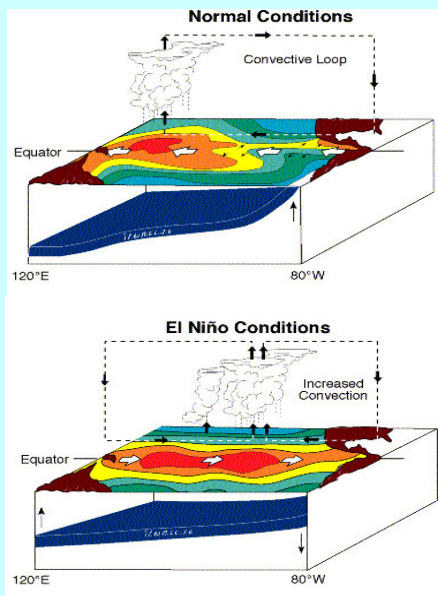 Normal Conditions
Convective Loop
Equator
120°E
80°W
El Niño Conditions
Increased
Convection
Equator
120°E
80°W